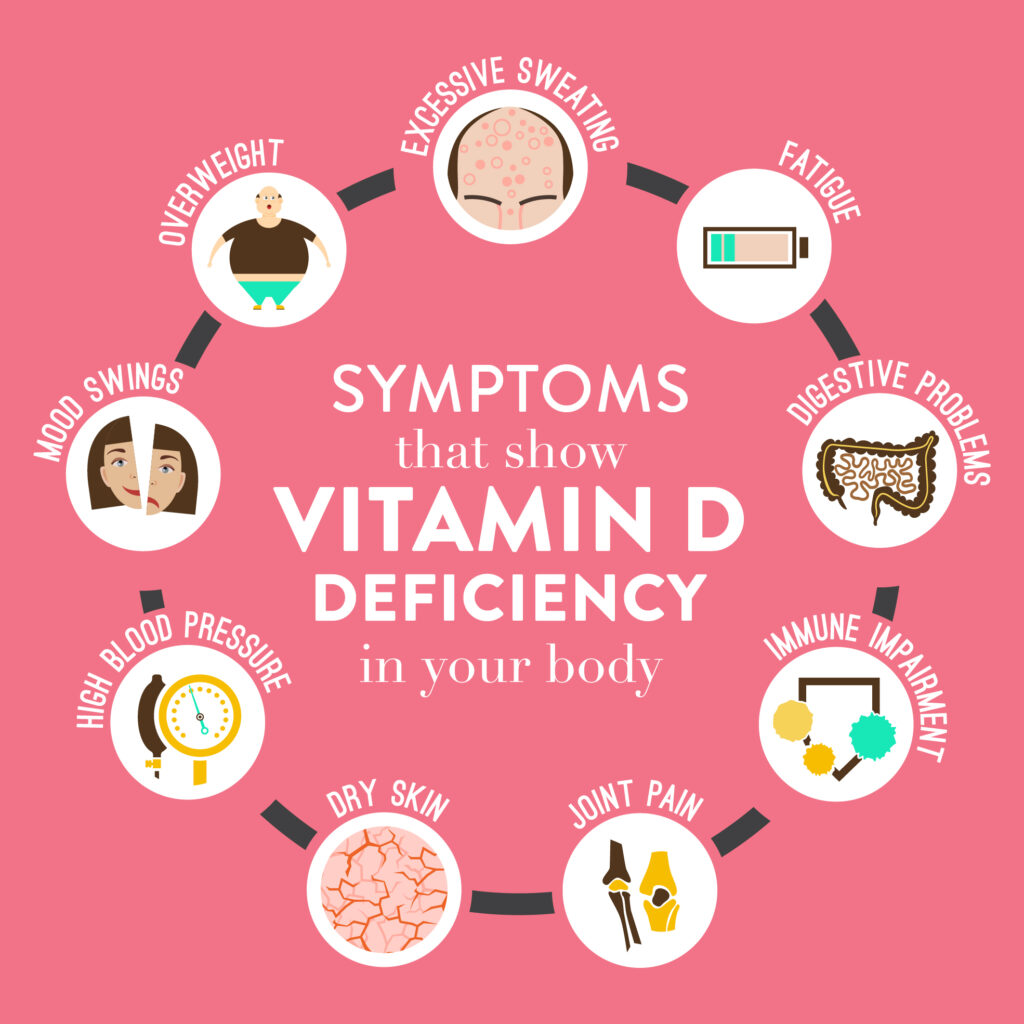 SYMPTOMS
that show
VITAMIN D
DEFICIENCY
in your body
EXCESSIVE SWEATING
FATIGUE
DIGESTIVE PROBLEMS
IMMUNE IMPAIRMENT
JOINT PAIN
DRY SKIN
HIGH BLOOD PRESSURE
MOOD SWINGS
OVERWEIGHT